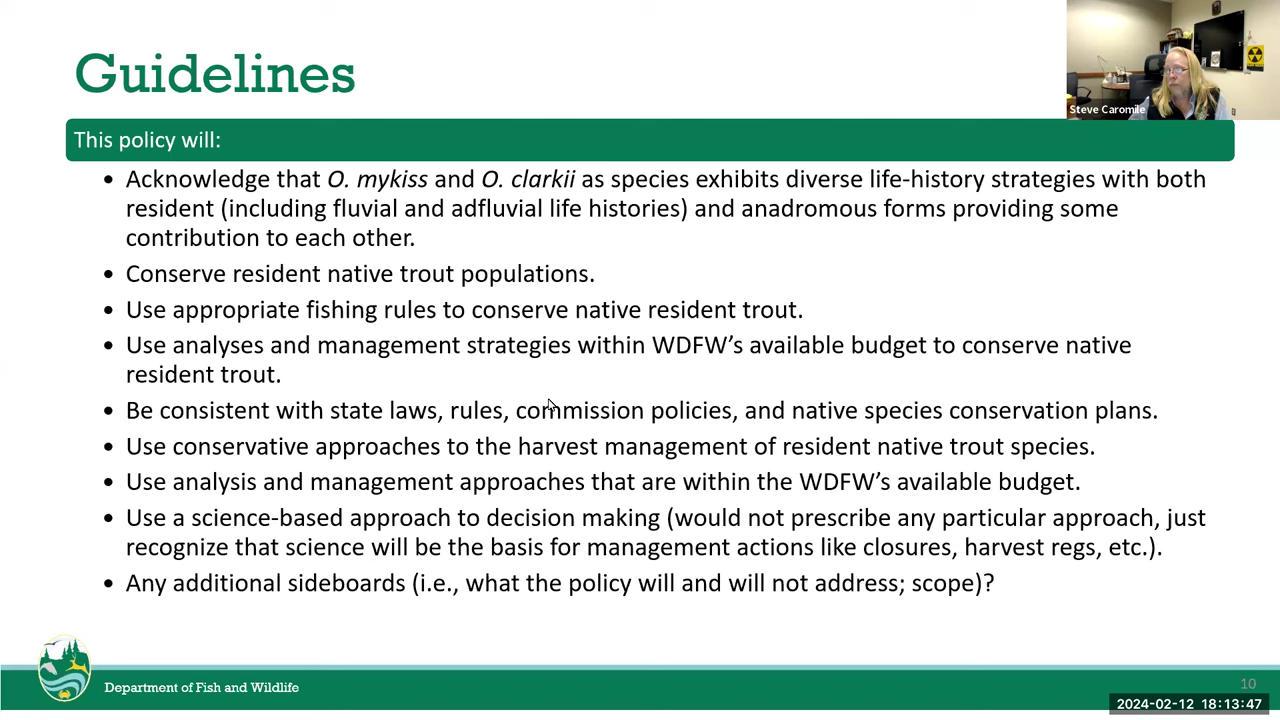 Guidelines
Steve Caromile
This policy will:
• Acknowledge that O. mykiss and O. clarkii as species exhibits diverse life-history strategies with both
resident (including fluvial and adfluvial life histories) and anadromous forms providing some
contribution to each other.
• Conserve resident native trout populations.
• Use appropriate fishing rules to conserve native resident trout.
• Use analyses and management strategies within WDFW’s available budget to conserve native
resident trout.
• Be consistent with state laws, rules, commission policies, and native species conservation plans.
• Use conservative approaches to the harvest management of resident native trout species.
• Use analysis and management approaches that are within the WDFW’s available budget.
• Use a science-based approach to decision making (would not prescribe any particular approach, just
recognize that science will be the basis for management actions like closures, harvest regs, etc.).
• Any additional sideboards (i.e., what the policy will and will not address; scope)?
Department of Fish and Wildlife
10
2024-02-12 18:13:47